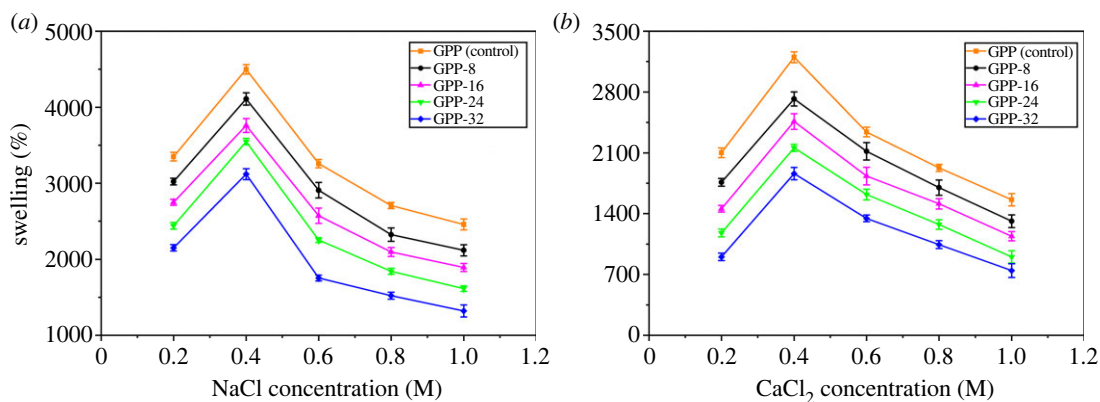 (a)
5000
4000
3000
2000
1000
swelling (%)
GPP (control)
GPP-8
GPP-16
GPP-24
GPP-32
0 0.2 0.4 0.6 0.8 1.0 1.2
NaCl concentration (M)
(b)
3500
2800
2100
1400
700
0
GPP (control)
GPP-8
GPP-16
GPP-24
GPP-32
0 0.2 0.4 0.6 0.8 1.0 1.2
CaCl₂ concentration (M)